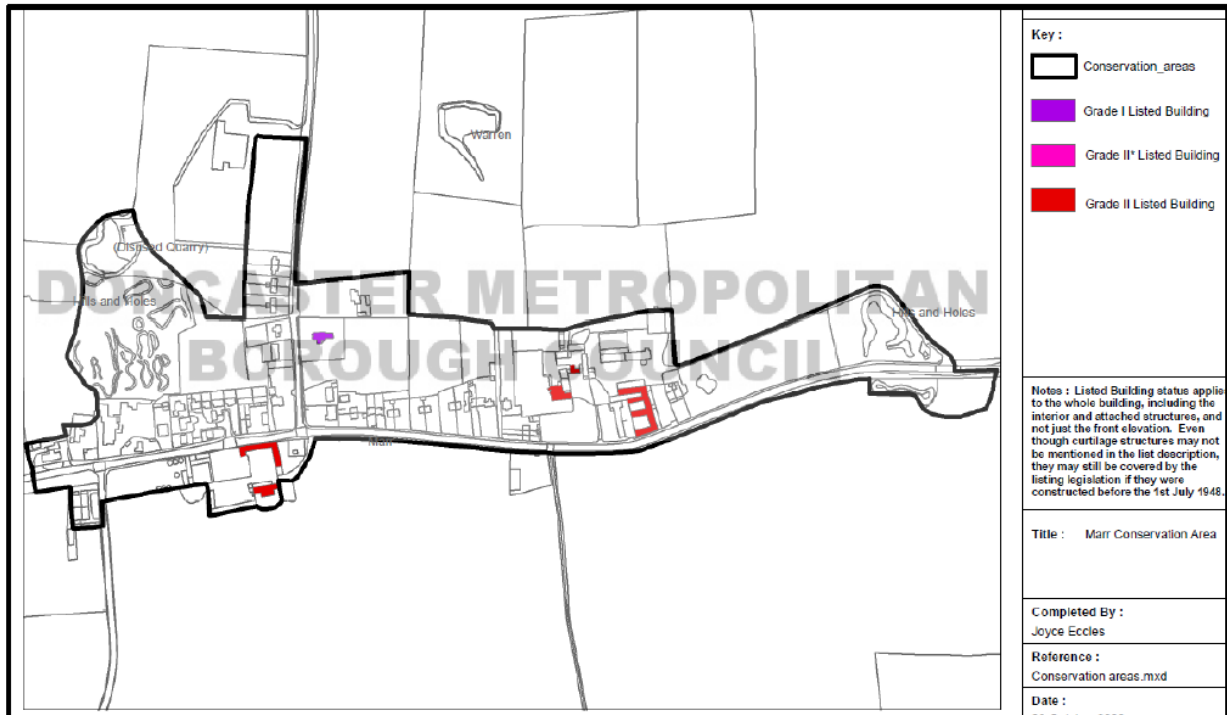 Warren
(Disused Quarry)
Hills and Holes
DONCASTER METROPOLITAN
BOROUGH COUNCIL
Hills and Holes
Marr
Key :
Conservation_areas
Grade I Listed Building
Grade II* Listed Building
Grade II Listed Building
Notes : Listed Building status applies
to the whole building, including the
interior and attached structures, and
not just the front elevation. Even
though curtilage structures may not
be mentioned in the list description,
they may still be covered by the
listing legislation if they were
constructed before the 1st July 1948.
Title : Marr Conservation Area
Completed By :
Joyce Eccles
Reference :
Conservation areas.mxd
Date :